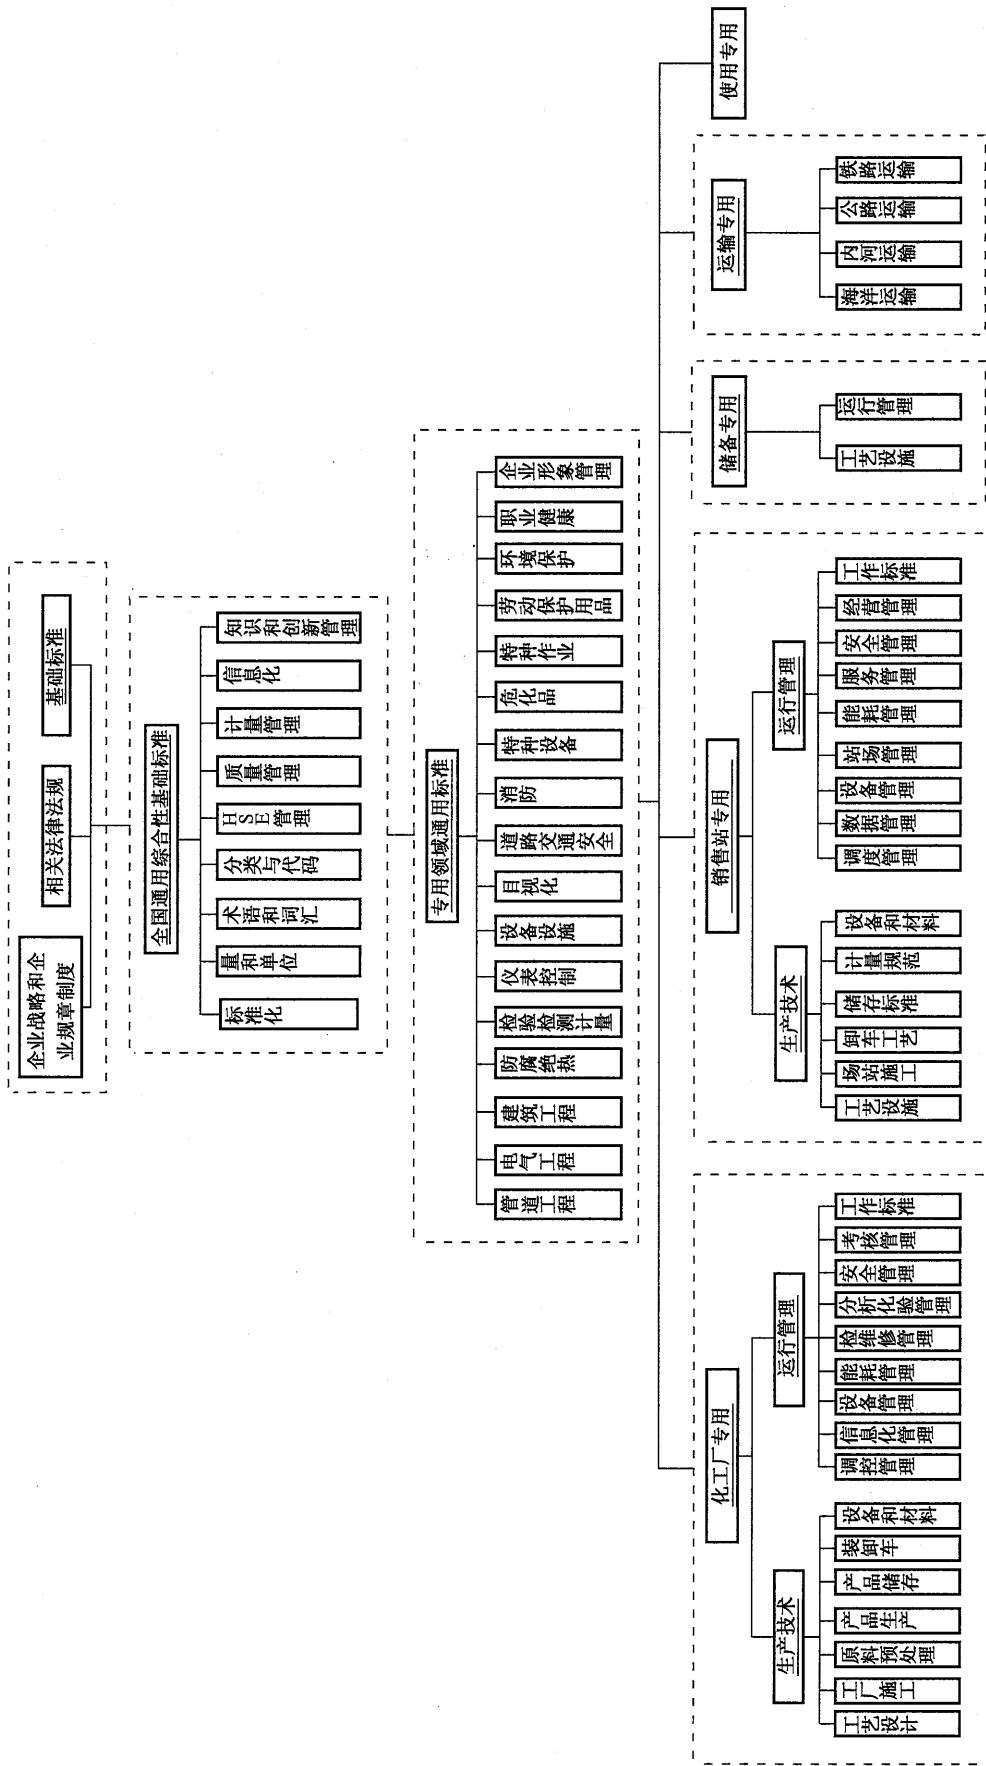 企业战略和企
业规章制度
相关法律法规
基础标准
全国通用综合性基础标准
标准化
量和单位
术语和词汇
分类与代码
HSE管理
质量管理
计量管理
信息化
知识和创新管理
专用领域通用标准
管道工程
电气工程
建筑工程
防腐绝热
检验检测计量
仪表控制
设备设施
目视化
道路交通安全
消防
特种设备
危化品
特种作业
劳动保护用品
环境保护
职业健康
企业形象管理
化工厂专用
生产技术
工艺设计
工厂施工
原料预处理
产品生产
产品储存
装卸车
设备和材料
运行管理
调控管理
信息化管理
设备管理
能耗管理
检维修管理
分析化验管理
安全管理
考核管理
工作标准
销售站专用
生产技术
工艺设施
场站施工
卸车工艺
储存标准
计量规范
设备和材料
运行管理
调度管理
数据管理
设备管理
站场管理
能耗管理
服务管理
安全管理
经营管理
工作标准
储备专用
工艺设施
运行管理
运输专用
海洋运输
内河运输
公路运输
铁路运输
使用专用